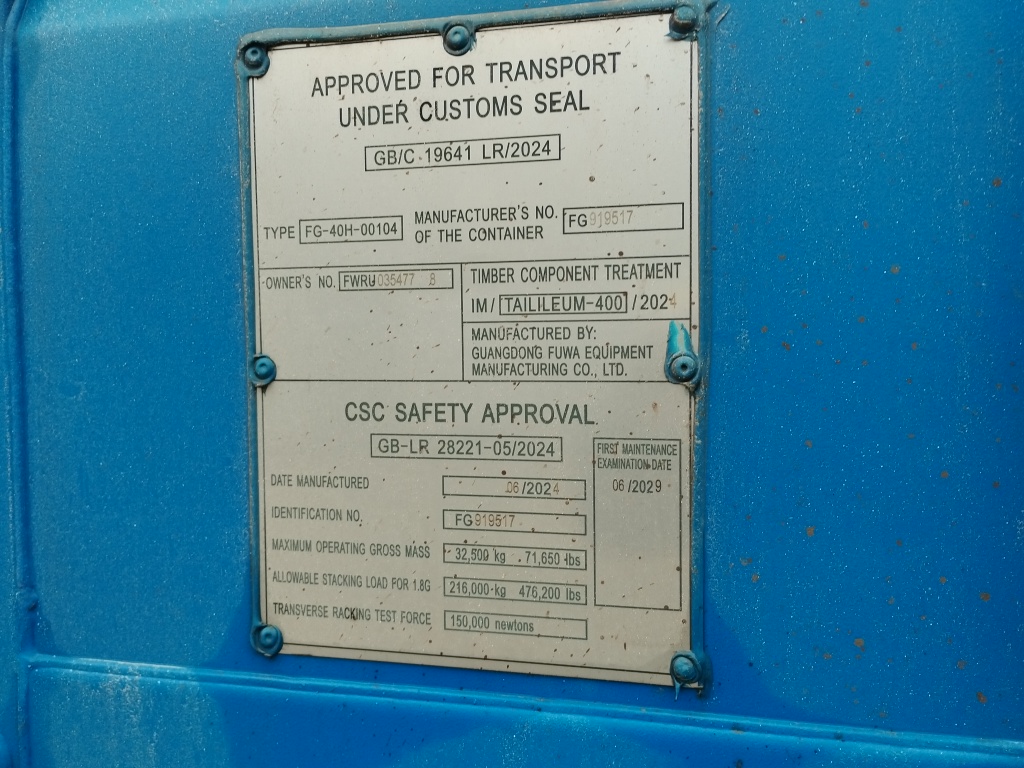 APPROVED FOR TRANSPORT
UNDER CUSTOMS SEAL
GB/C 19641 LR/2024
TYPE FG-40H-00104 MANUFACTURER'S NO. OF THE CONTAINER FG919517
OWNER'S NO. FWRU035477 8
TIMBER COMPONENT TREATMENT
IM / TAILILEUM-400 / 2024
MANUFACTURED BY:
GUANGDONG FUWA EQUIPMENT
MANUFACTURING CO., LTD.
CSC SAFETY APPROVAL
GB-LR 28221-05/2024
DATE MANUFACTURED 06/2024
IDENTIFICATION NO. FG919517
MAXIMUM OPERATING GROSS MASS 32,500 kg 71,650 lbs
ALLOWABLE STACKING LOAD FOR 1.8G 216,000 kg 476,200 lbs
TRANSVERSE RACKING TEST FORCE 150,000 newtons
FIRST MAINTENANCE
EXAMINATION DATE
06 /2029